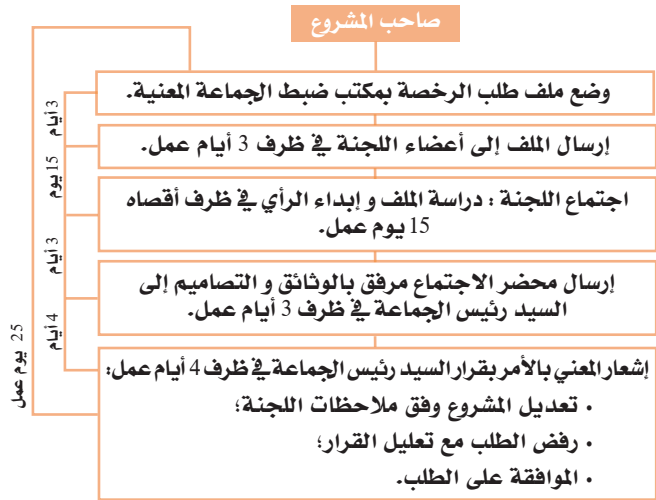 صاحب المشروع
وضع ملف طلب الرخصة بمكتب ضبط الجماعة المعنية.
إرسال الملف إلى أعضاء اللجنة في ظرف 3 أيام عمل.
اجتماع اللجنة : دراسة الملف و إبداء الرأي في ظرف أقصاه
15 يوم عمل.
إرسال محضر الاجتماع مرفق بالوثائق و التصاميم إلى
السيد رئيس الجماعة في ظرف 3 أيام عمل.
إشعار المعني بالأمر بقرار السيد رئيس الجماعة في ظرف 4 أيام عمل:
• تعديل المشروع وفق ملاحظات اللجنة؛
• رفض الطلب مع تعليل القرار؛
• الموافقة على الطلب.
3 أيام
15 يوم
3 أيام
4 أيام
25 يوم عمل